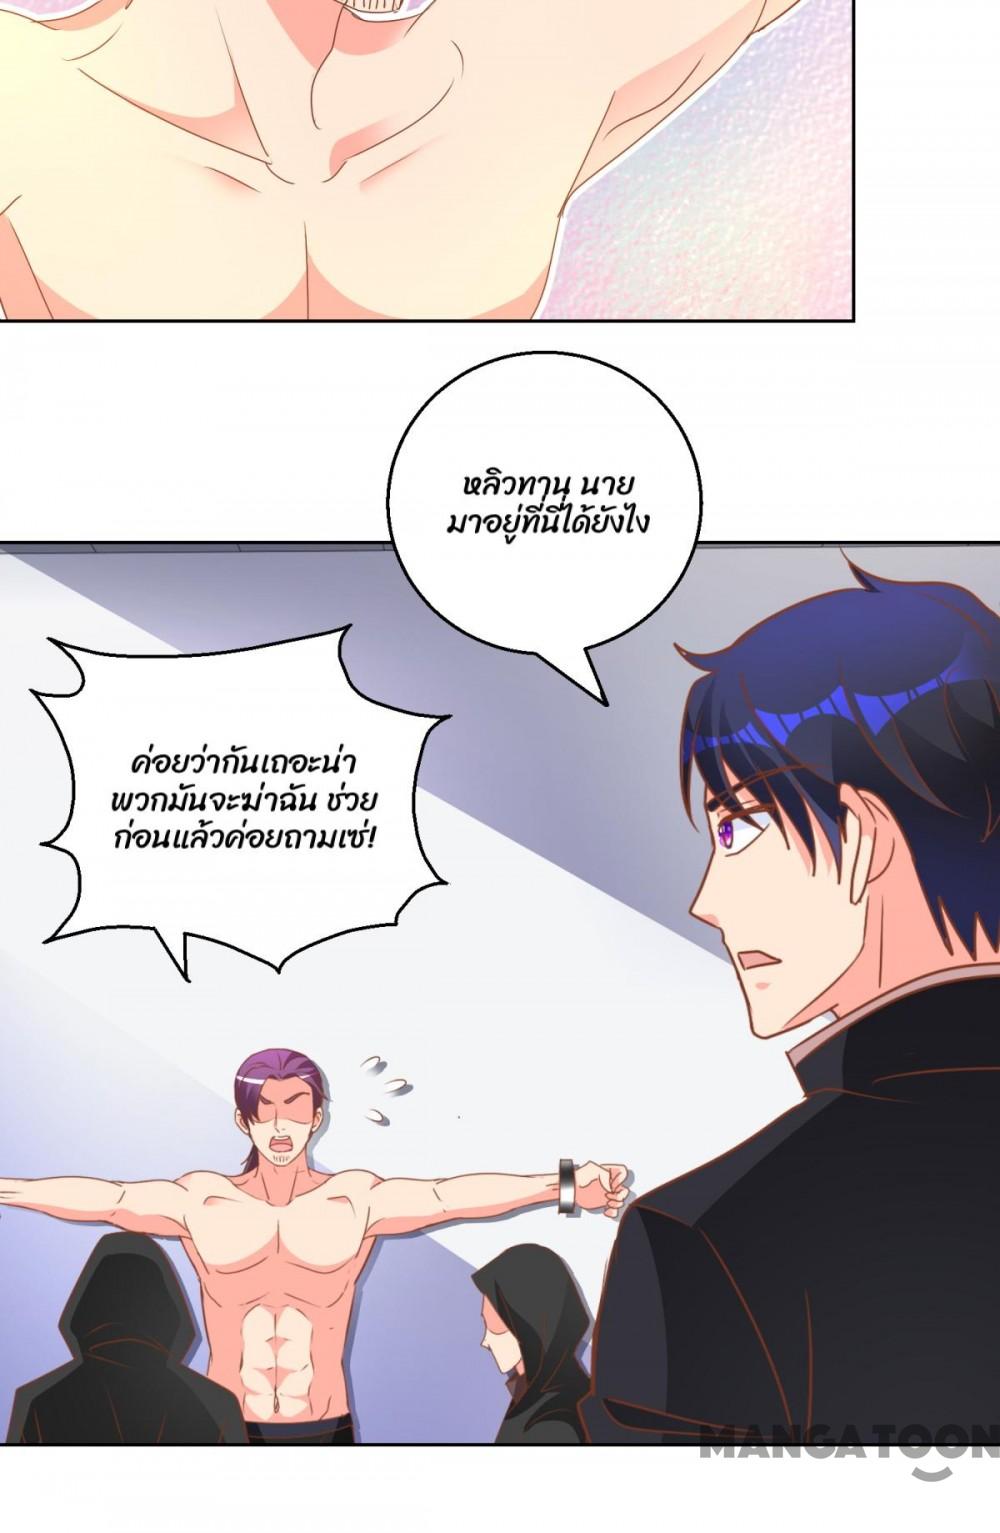 หลิวทาน นาย
มาอยู่ที่นี่ได้ยังไง
ค่อยว่ากันเถอะน่า
พวกมันจะฆ่าฉัน ช่วย
ก่อนแล้วค่อยถามเซ่!
MANGATOON